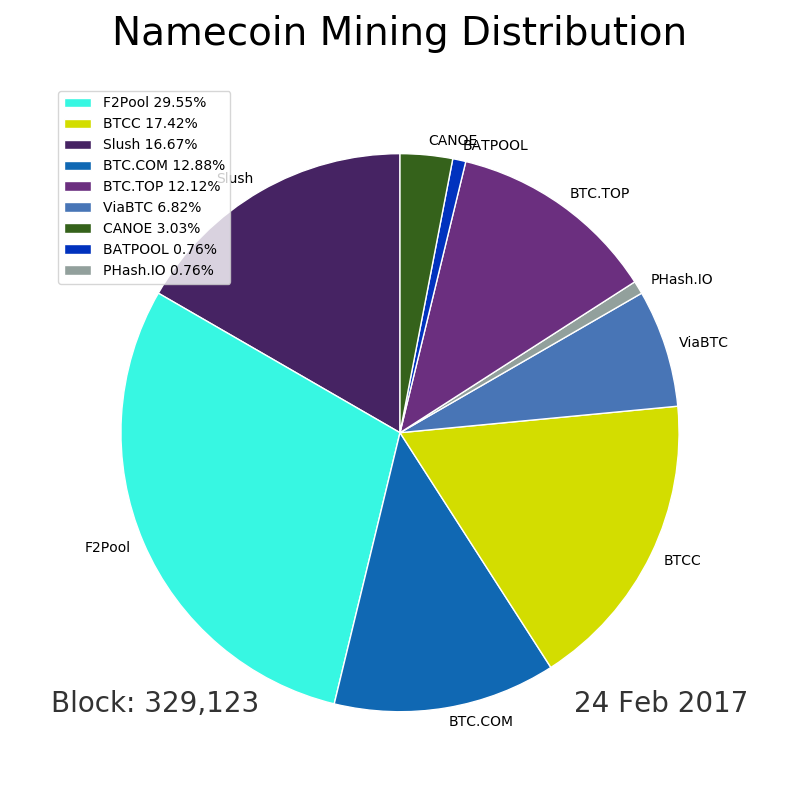 Namecoin Mining Distribution
F2Pool 29.55%
BTCC 17.42%
Slush 16.67%
BTC.COM 12.88%
BTC.TOP 12.12%
ViaBTC 6.82%
CANOE 3.03%
BATPOOL 0.76%
PHash.IO 0.76%
CANOE
BATPOOL
Slush
BTC.TOP
PHash.IO
ViaBTC
F2Pool
BTCC
BTC.COM
Block: 329,123
24 Feb 2017